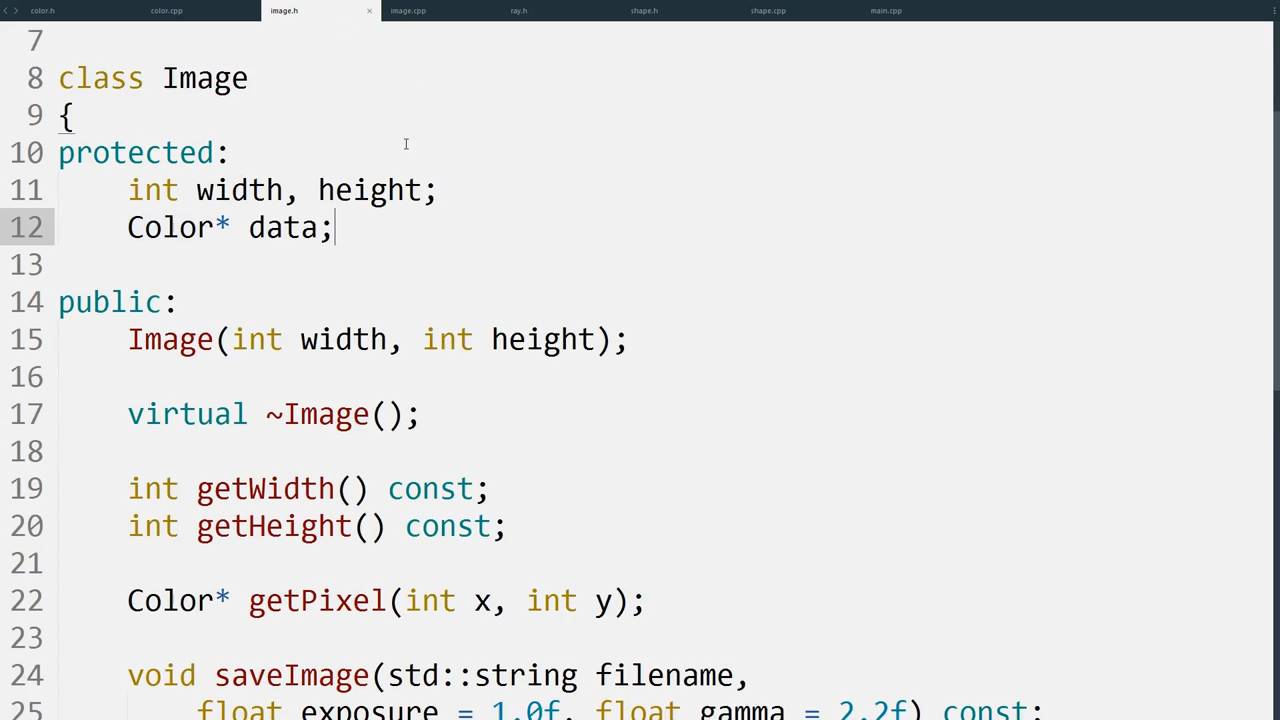 color.h color.cpp image.h × image.cpp ray.h shape.h shape.cpp main.cpp
7
8 class Image
9 {
10 protected:
11 int width, height;
12 Color* data;
13
14 public:
15 Image(int width, int height);
16
17 virtual ~Image();
18
19 int getWidth() const;
20 int getHeight() const;
21
22 Color* getPixel(int x, int y);
23
24 void saveImage(std::string filename,
25 float exposure = 1.0f, float gamma = 2.2f) const;